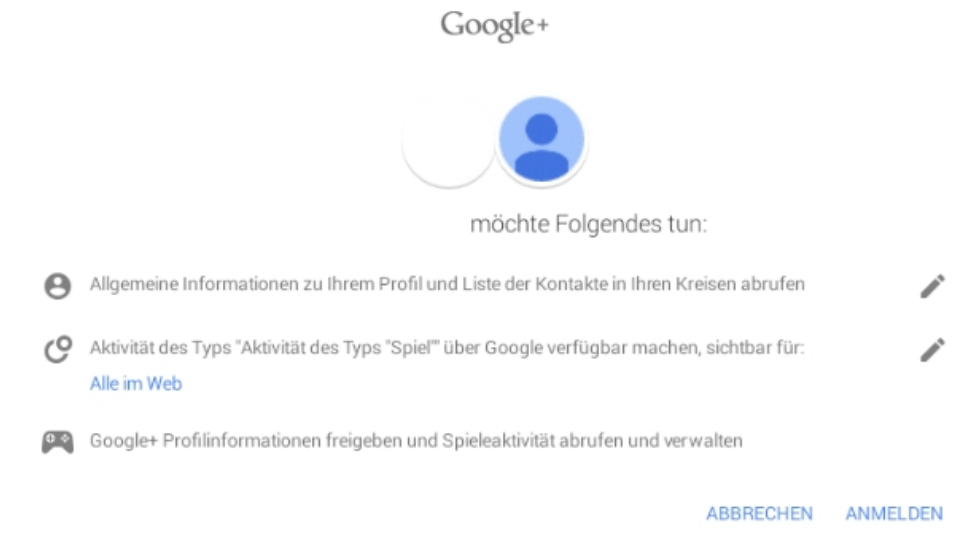 Google+
möchte Folgendes tun:
Allgemeine Informationen zu Ihrem Profil und Liste der Kontakte in Ihren Kreisen abrufen
Aktivität des Typs "Aktivität des Typs "Spiel"" über Google verfügbar machen, sichtbar für:
Alle im Web
Google+ Profilinformationen freigeben und Spieleaktivität abrufen und verwalten
ABBRECHEN ANMELDEN